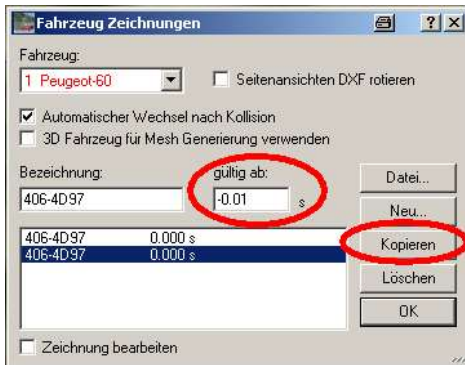 Fahrzeug Zeichnungen
Fahrzeug:
1 Peugeot-60
Seitenansichten DXF rotieren
Automatischer Wechsel nach Kollision
3D Fahrzeug für Mesh Generierung verwenden
Bezeichnung:
gültig ab:
Datei...
406-4D97
-0.01
s
Neu...
406-4D97 0.000 s
406-4D97 0.000 s
Kopieren
Löschen
OK
Zeichnung bearbeiten